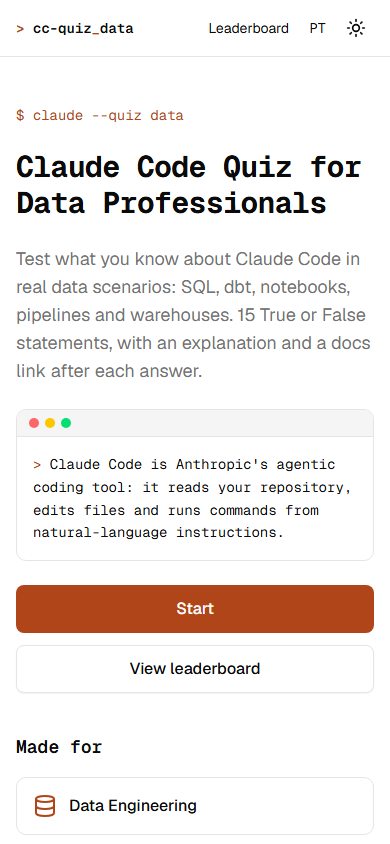 > cc-quiz_data
Leaderboard
PT
$ claude --quiz data
Claude Code Quiz for
Data Professionals
Test what you know about Claude Code in
real data scenarios: SQL, dbt, notebooks,
pipelines and warehouses. 15 True or False
statements, with an explanation and a docs
link after each answer.
> Claude Code is Anthropic's agentic
coding tool: it reads your repository,
edits files and runs commands from
natural-language instructions.
Start
View leaderboard
Made for
Data Engineering